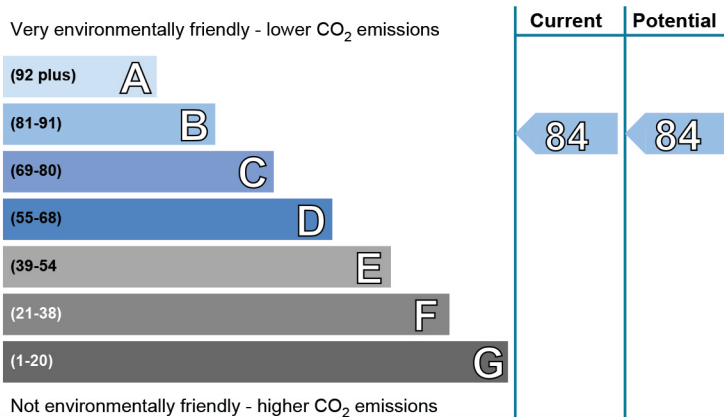 Very environmentally friendly - lower CO2 emissions
Current
Potential
(92 plus) A
(81-91) B
84
84
(69-80) C
(55-68) D
(39-54 E
(21-38) F
(1-20) G
Not environmentally friendly - higher CO2 emissions